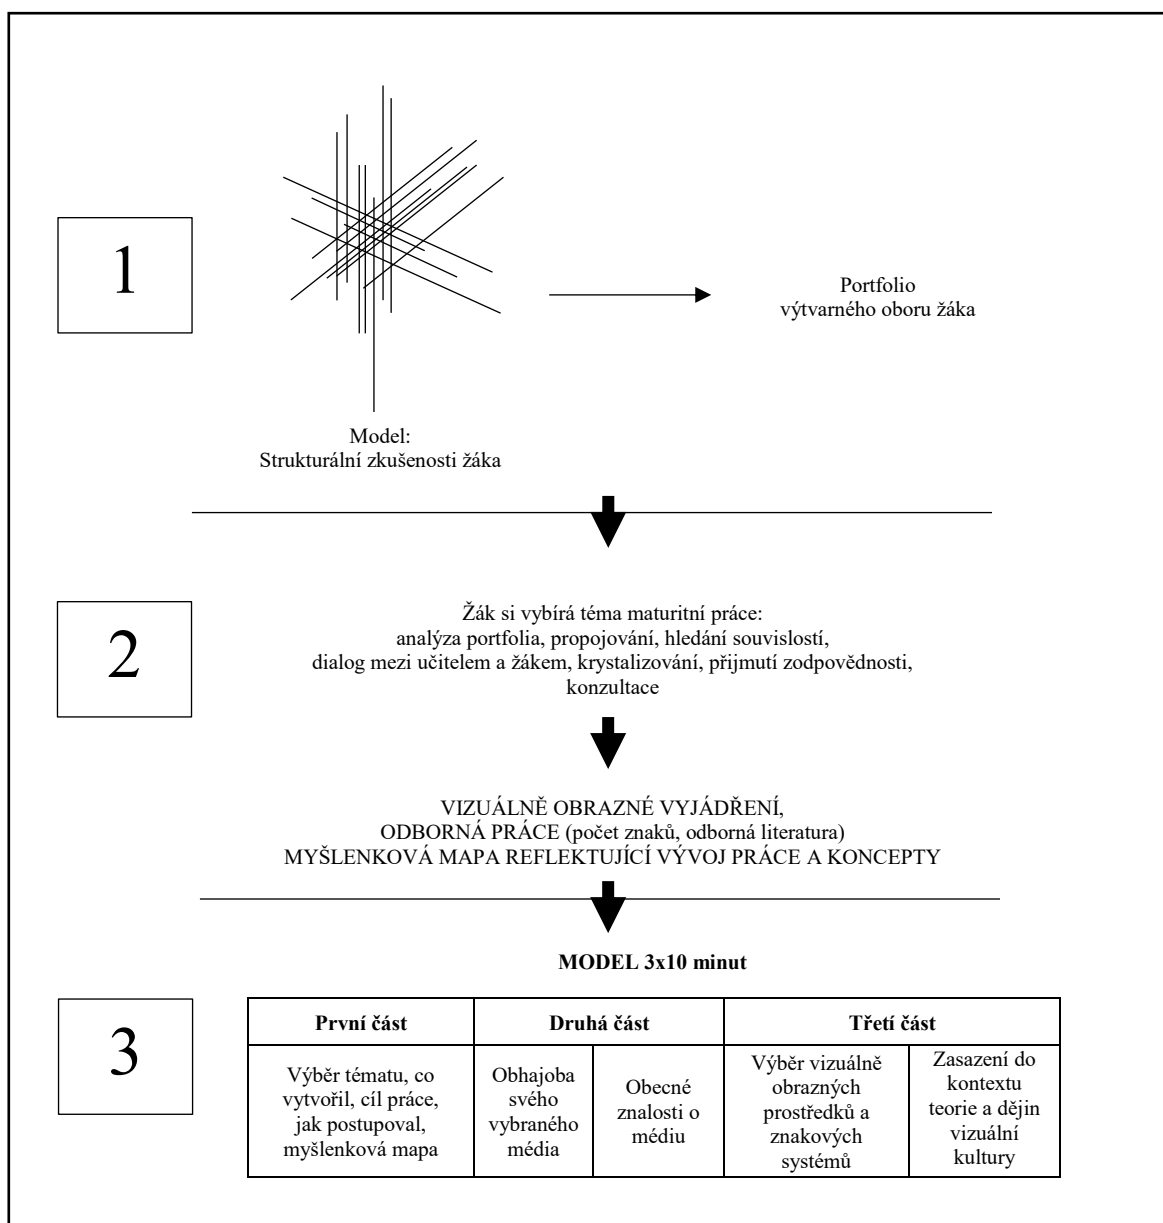 1
Portfolio
výtvarného oboru žáka
Model:
Strukturální zkušenosti žáka
2
Žák si vybírá téma maturitní práce:
analýza portfolia, propojování, hledání souvislostí,
dialog mezi učitelem a žákem, krystalizování, přijmutí zodpovědnosti,
konzultace
VIZUÁLNĚ OBRAZNÉ VYJÁDŘENÍ,
ODBORNÁ PRÁCE (počet znaků, odborná literatura)
MYŠLENKOVÁ MAPA REFLEKTUJÍCÍ VÝVOJ PRÁCE A KONCEPTY
MODEL 3x10 minut
3
První část
Druhá část
Třetí část
Výběr tématu, co
vytvořil, cíl práce,
jak postupoval,
myšlenková mapa
Obhajoba
svého
vybraného
média
Obecné
znalosti o
médiu
Výběr vizuálně
obrazných
prostředků a
znakových
systémů
Zasazení do
kontextu
teorie a dějin
vizuální
kultury